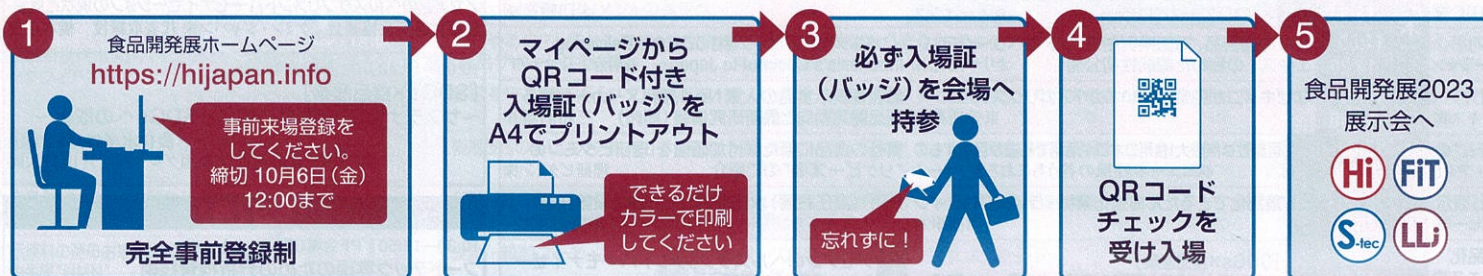 1
食品開発展ホームページ
https://hijapan.info
事前来場登録を
してください。
締切 10月6日(金)
12:00まで
完全事前登録制
2
マイページから
QRコード付き
入場証(バッジ)を
A4でプリントアウト
できるだけ
カラーで印刷
してください
3
必ず入場証
(バッジ)を会場へ
持参
忘れずに!
4
QRコード
チェックを
受け入場
5
食品開発展2023
展示会へ
Hi
FiT
S-tec
LLj